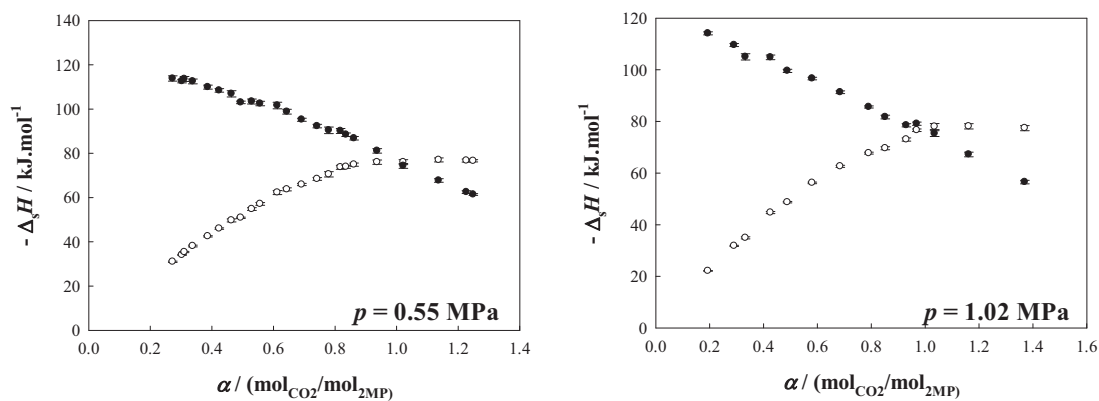 140
120
100
80
60
40
20
0
- ΔsH / kJ.mol-1
p = 0.55 MPa
0.0 0.2 0.4 0.6 0.8 1.0 1.2 1.4
α / (molCO2/mol2MP)
120
100
80
60
40
20
0
- ΔsH / kJ.mol-1
p = 1.02 MPa
0.0 0.2 0.4 0.6 0.8 1.0 1.2 1.4 1.6
α / (molCO2/mol2MP)